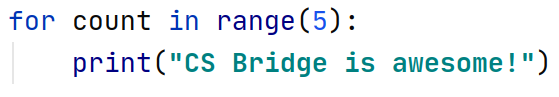 for count in range(5):
    print("CS Bridge is awesome!")